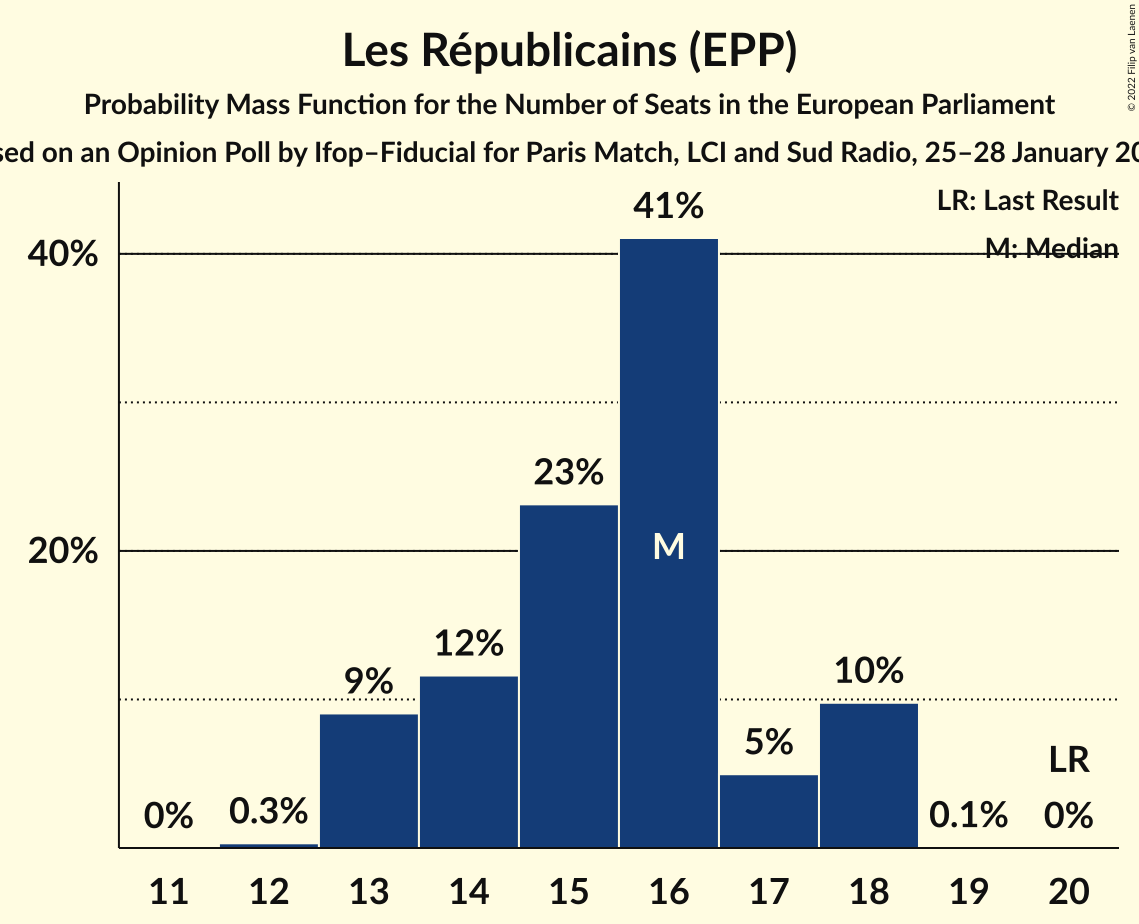 Les Républicains (EPP)
Probability Mass Function for the Number of Seats in the European Parliament
on an Opinion Poll by Ifop–Fiducial for Paris Match, LCI and Sud Radio, 25–28 January
© 2022 Filip van Laenen
LR: Last Result
M: Median
40%
20%
0%
0.3%
9%
12%
23%
41%
M
5%
10%
0.1%
LR
0%
11 12 13 14 15 16 17 18 19 20